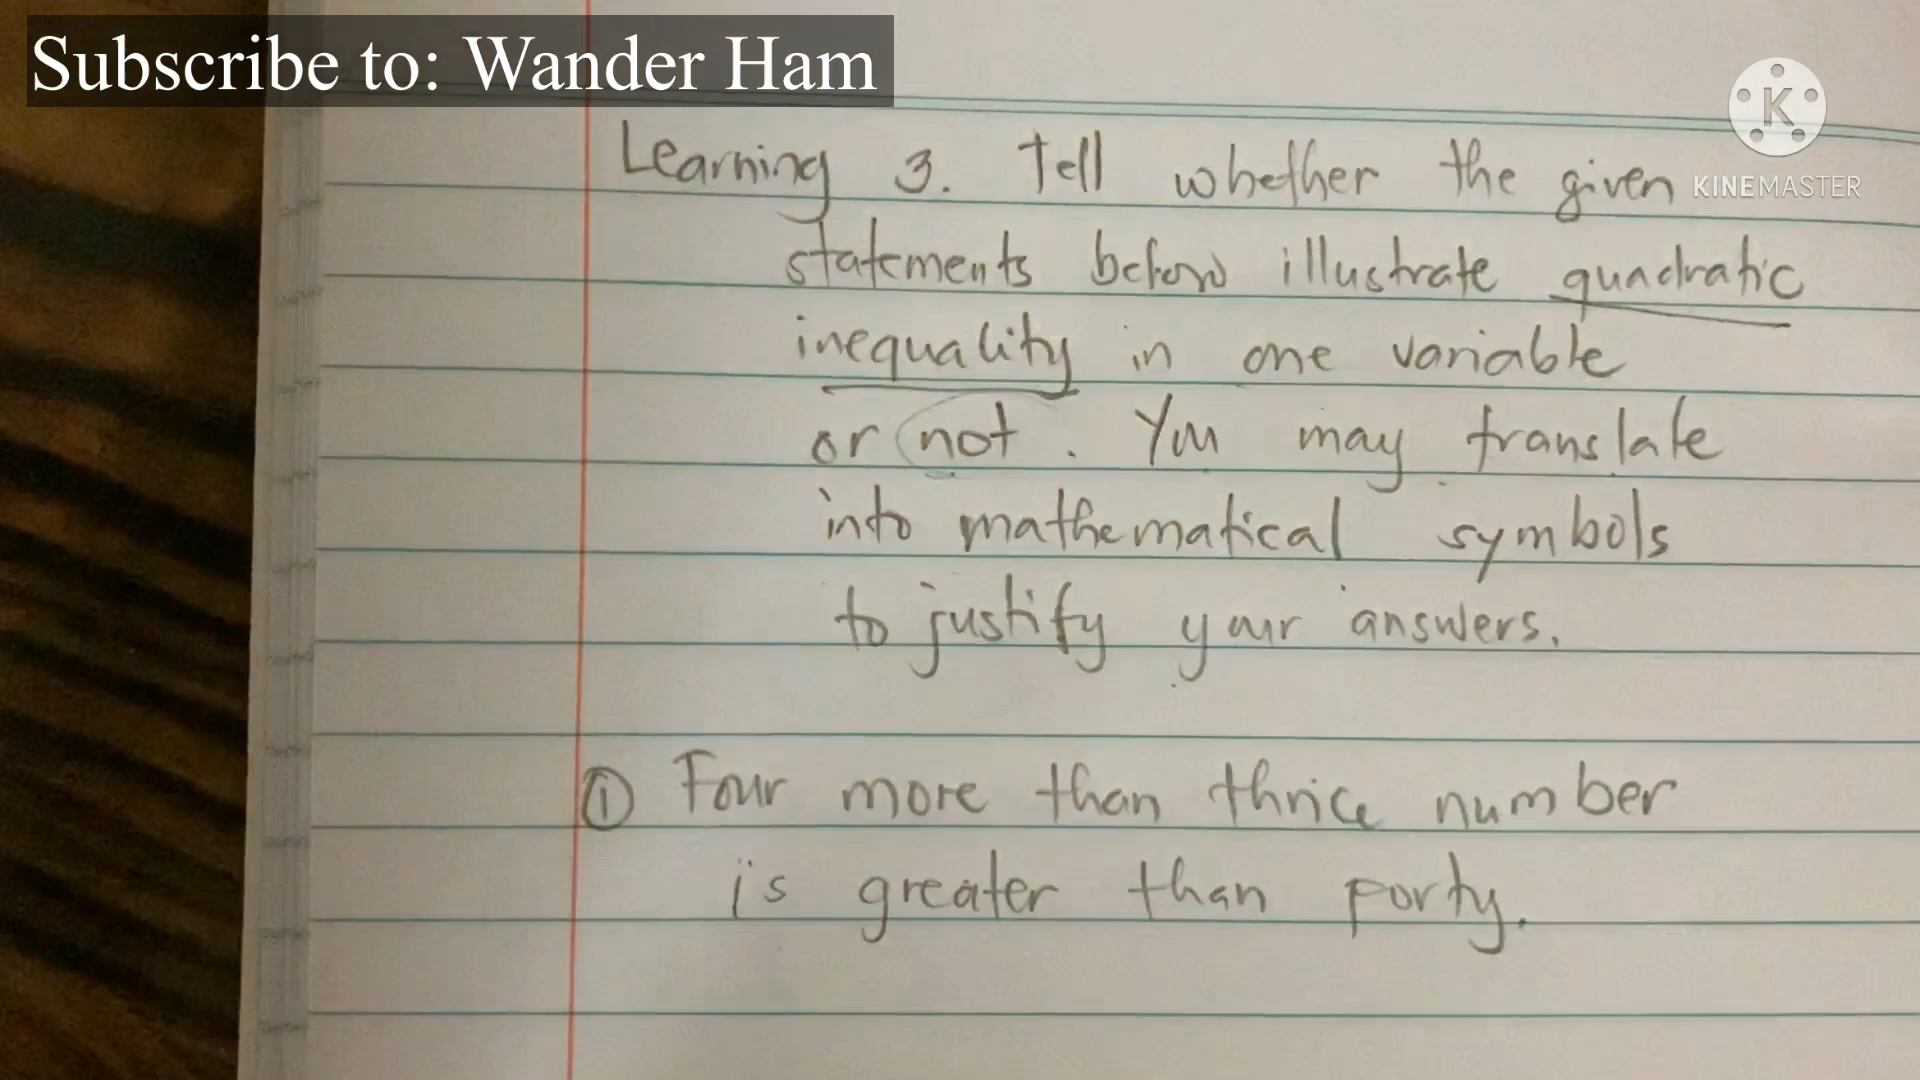 Subscribe to: Wander Ham
KINEMASTER
Learning 3. Tell whether the given
statements below illustrate quadratic
inequality in one variable
or not. You may translate
into mathematical symbols
to justify your answers.
① Four more than thrice number
is greater than porty.